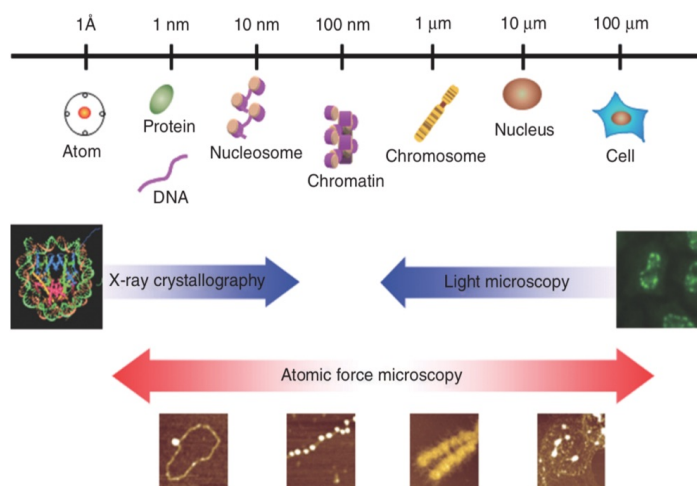 1Å 1 nm 10 nm 100 nm 1 μm 10 μm 100 μm
Atom
Protein
DNA
Nucleosome
Chromatin
Chromosome
Nucleus
Cell
X-ray crystallography
Light microscopy
Atomic force microscopy